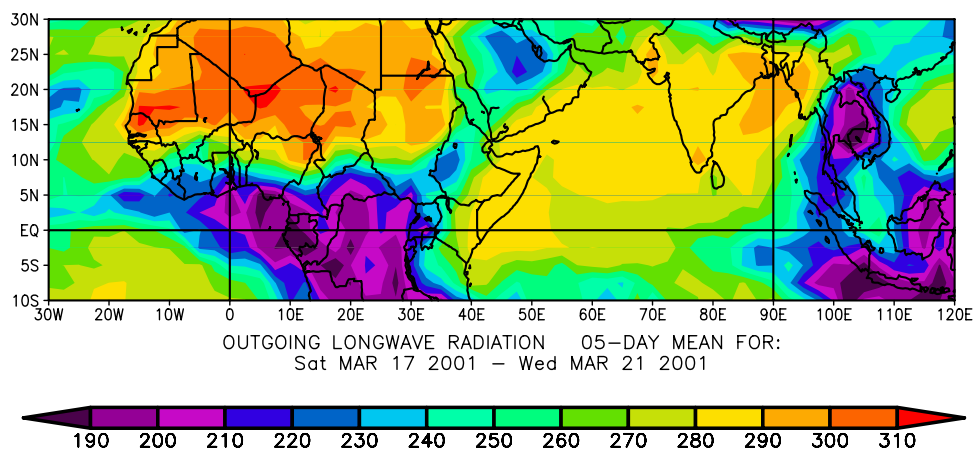 30N
25N
20N
15N
10N
5N
EQ
5S
10S
30W 20W 10W 0 10E 20E 30E 40E 50E 60E 70E 80E 90E 100E 110E 120E
OUTGOING LONGWAVE RADIATION 05-DAY MEAN FOR:
Sat MAR 17 2001 - Wed MAR 21 2001
190 200 210 220 230 240 250 260 270 280 290 300 310